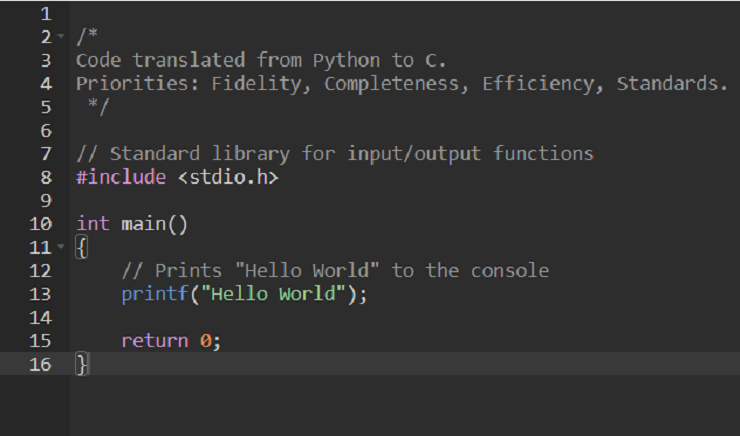 1
2 /*
3 Code translated from Python to C.
4 Priorities: Fidelity, Completeness, Efficiency, Standards.
5  */
6
7 // Standard library for input/output functions
8 #include <stdio.h>
9
10 int main()
11 {
12     // Prints "Hello World" to the console
13     printf("Hello World");
14
15     return 0;
16 }